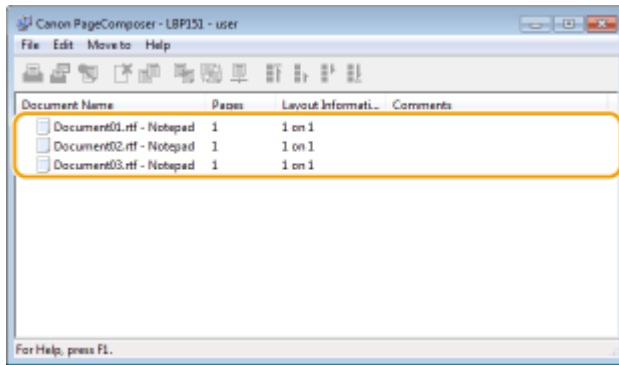 Canon PageComposer - LBP151 - user
File Edit Move to Help
Document Name Pages Layout Informati... Comments
Document01.rtf - Notepad 1 1 on 1
Document02.rtf - Notepad 1 1 on 1
Document03.rtf - Notepad 1 1 on 1
For Help, press F1.